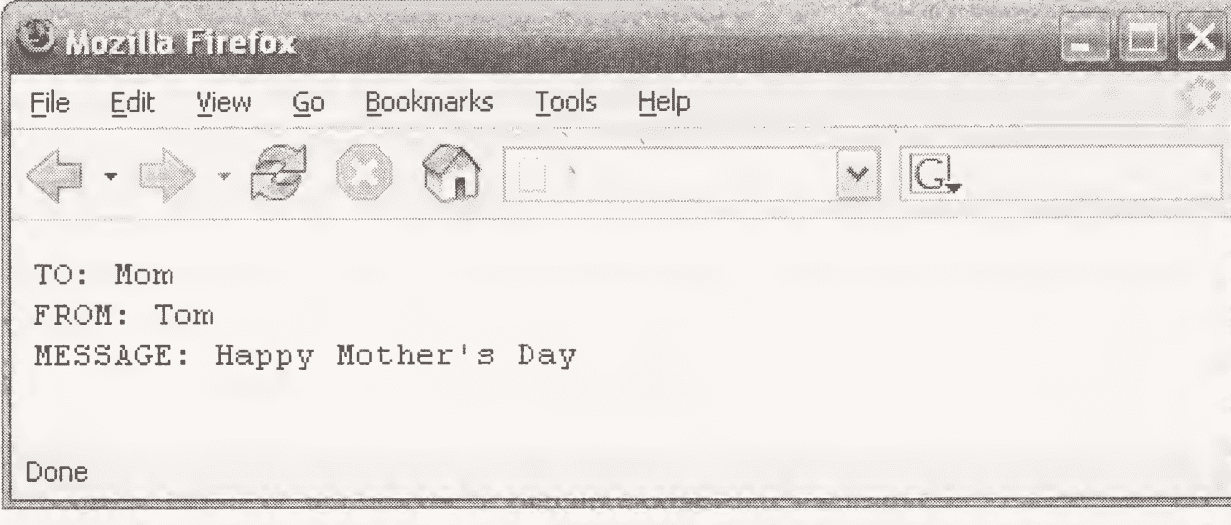 Mozilla Firefox
File Edit View Go Bookmarks Tools Help
G
TO: Mom
FROM: Tom
MESSAGE: Happy Mother's Day
Done